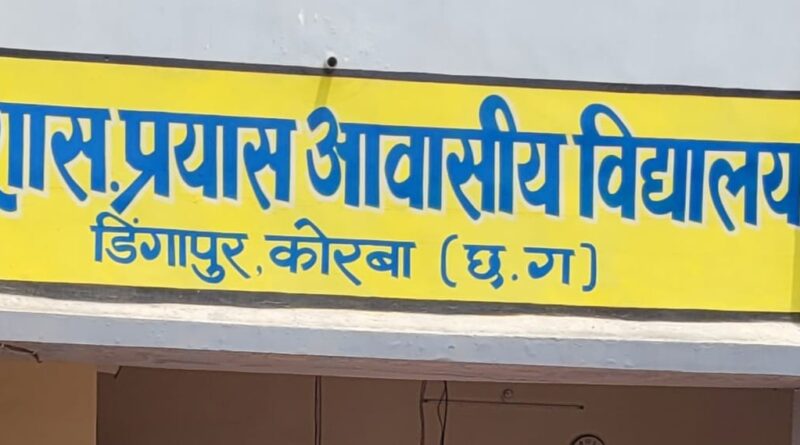 शास. प्रयास आवासीय विद्यालय
डिंगापुर, कोरबा (छ.ग)